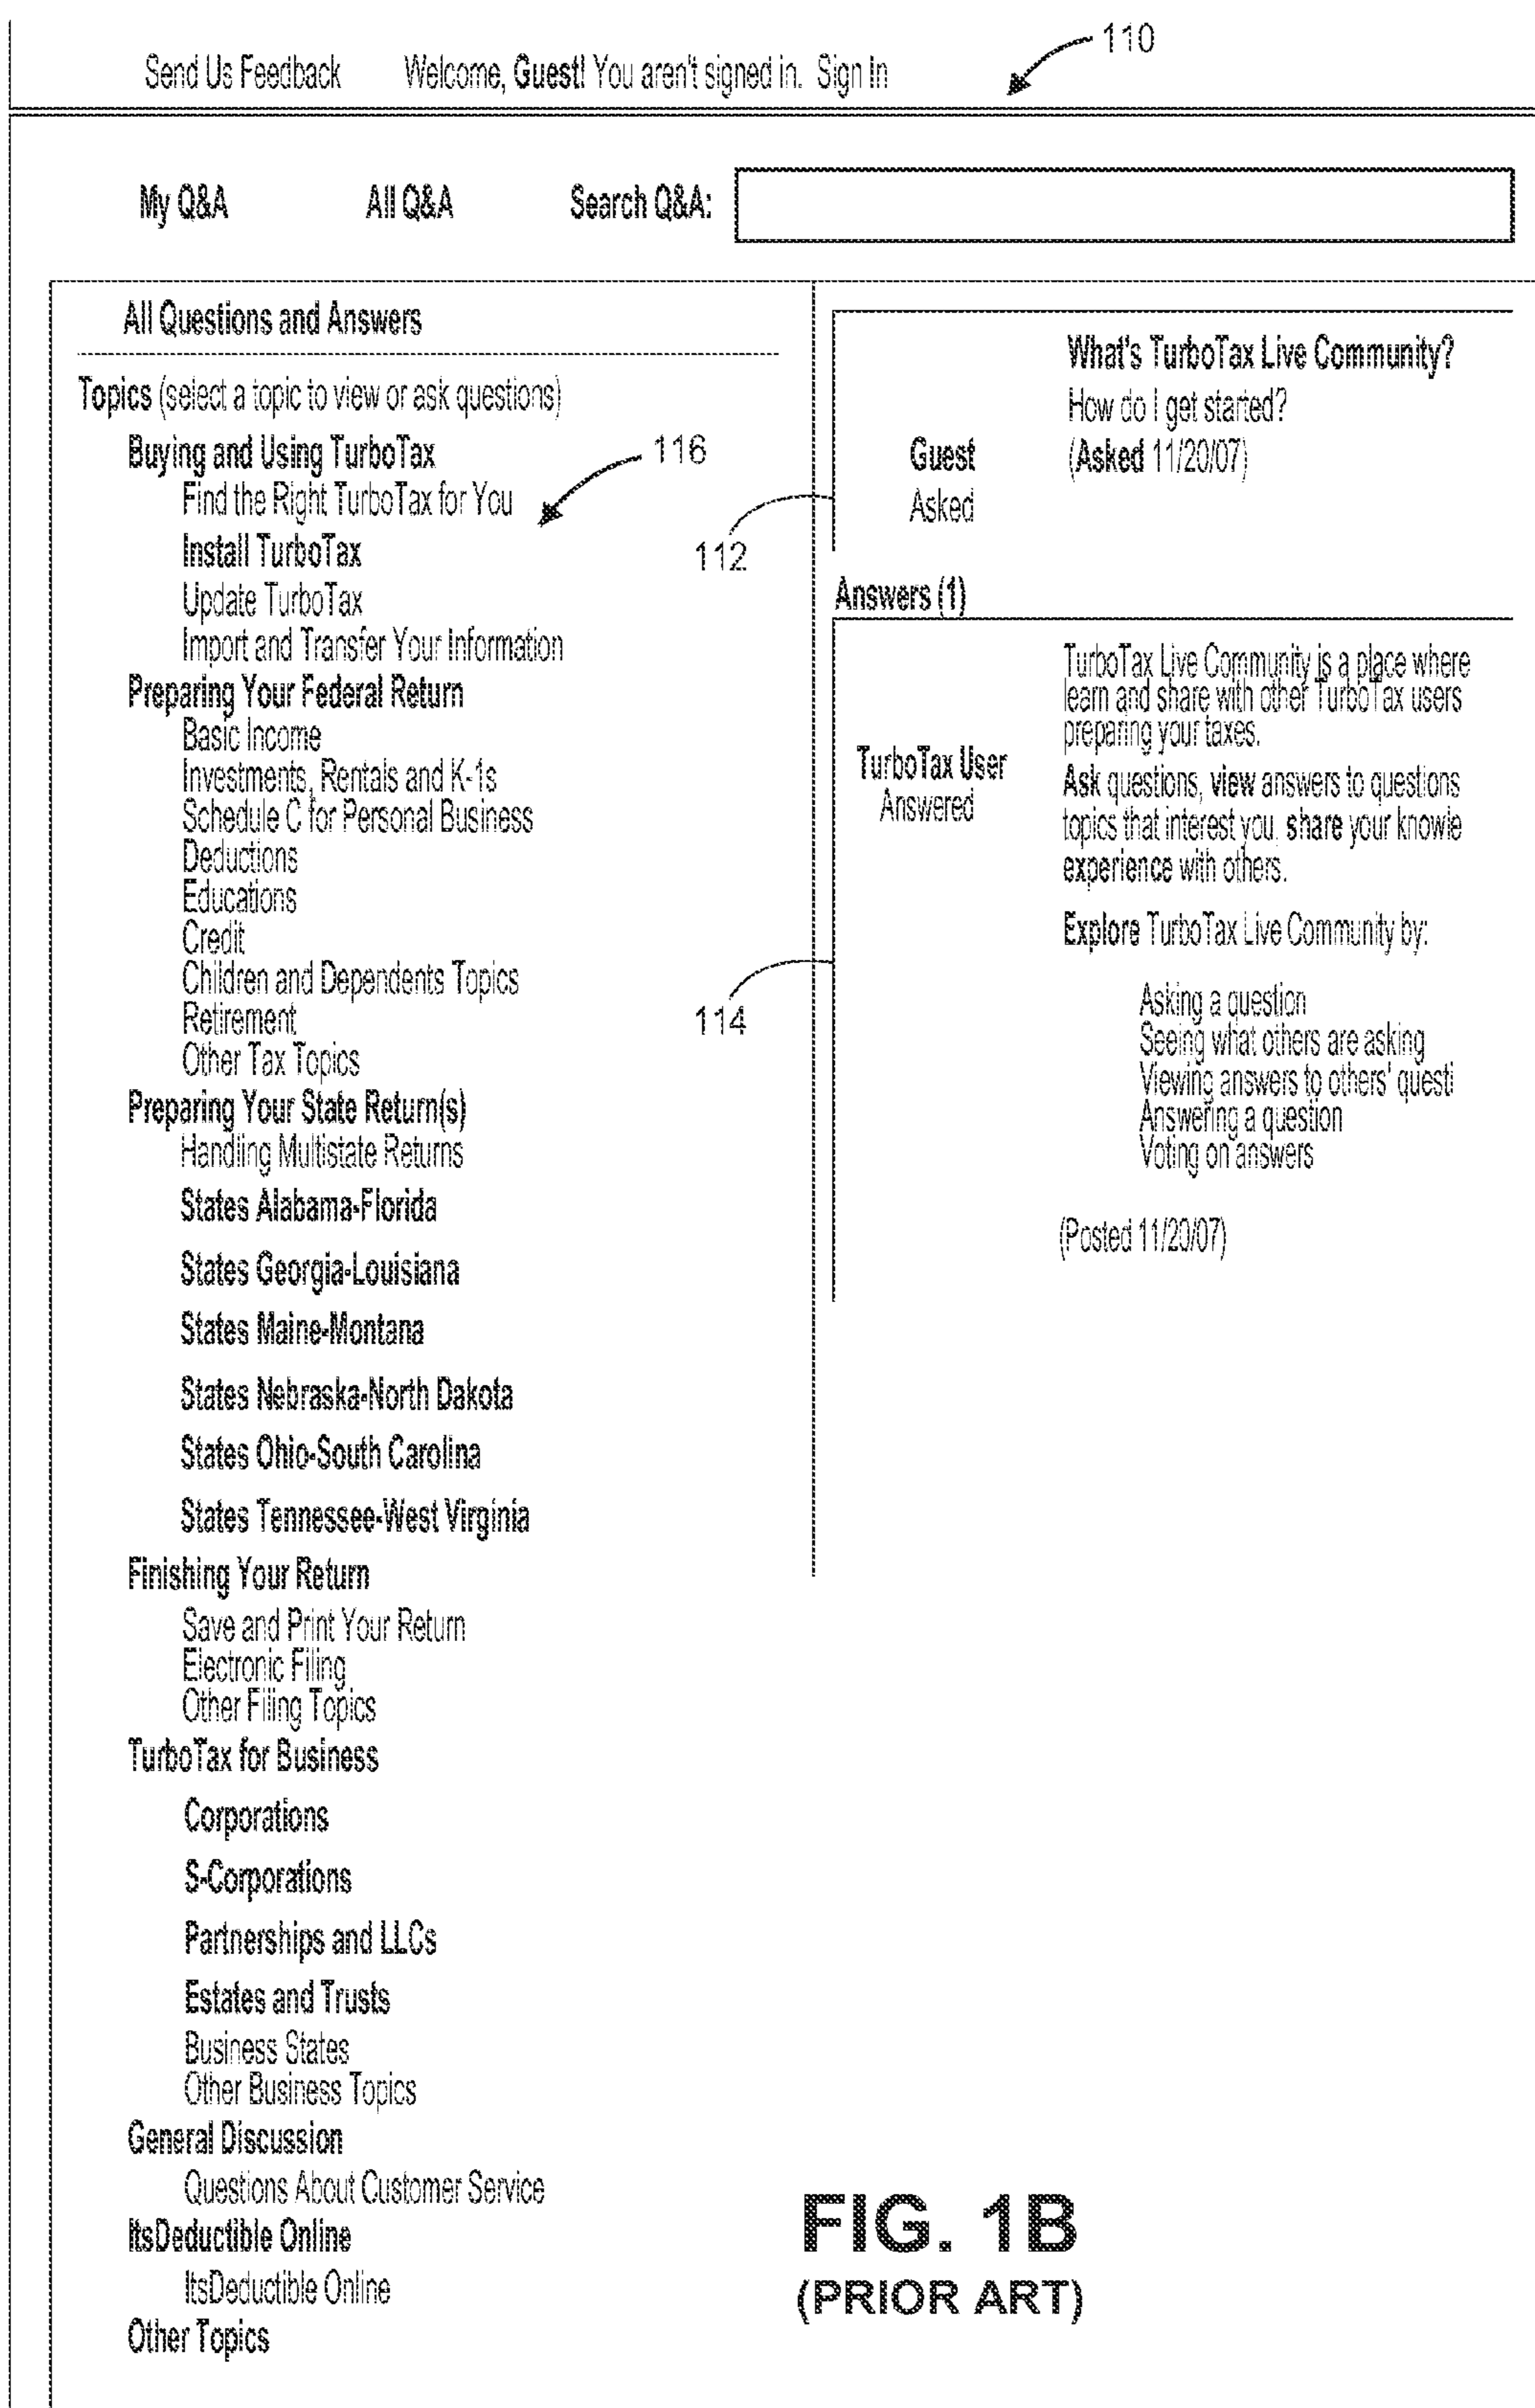 110
Send Us Feedback Welcome, Guest! You aren't signed in. Sign In
My Q&A All Q&A Search Q&A:
All Questions and Answers
Topics (select a topic to view or ask questions)
Buying and Using TurboTax
116
Find the Right TurboTax for You
Install TurboTax
Update TurboTax
Import and Transfer Your Information
Preparing Your Federal Return
Basic Income
Investments, Rentals and K-1s
Schedule C for Personal Business
Deductions
Educations
Credit
Children and Dependents Topics
Retirement
Other Tax Topics
Preparing Your State Return(s)
Handling Multistate Returns
States Alabama-Florida
States Georgia-Louisiana
States Maine-Montana
States Nebraska-North Dakota
States Ohio-South Carolina
States Tennessee-West Virginia
Finishing Your Return
Save and Print Your Return
Electronic Filing
Other Filing Topics
TurboTax for Business
Corporations
S-Corporations
Partnerships and LLCs
Estates and Trusts
Business States
Other Business Topics
General Discussion
Questions About Customer Service
ItsDeductible Online
ItsDeductible Online
Other Topics
What's TurboTax Live Community?
How do I get started?
Guest (Asked 11/20/07)
Asked
112
Answers (1)
TurboTax Live Community is a place where
learn and share with other TurboTax users
preparing your taxes.
TurboTax User
Answered
Ask questions, view answers to questions
topics that interest you, share your knowle
experience with others.
Explore TurboTax Live Community by:
114
Asking a question
Seeing what others are asking
Viewing answers to others' questi
Answering a question
Voting on answers
(Posted 11/20/07)
FIG. 1B
(PRIOR ART)